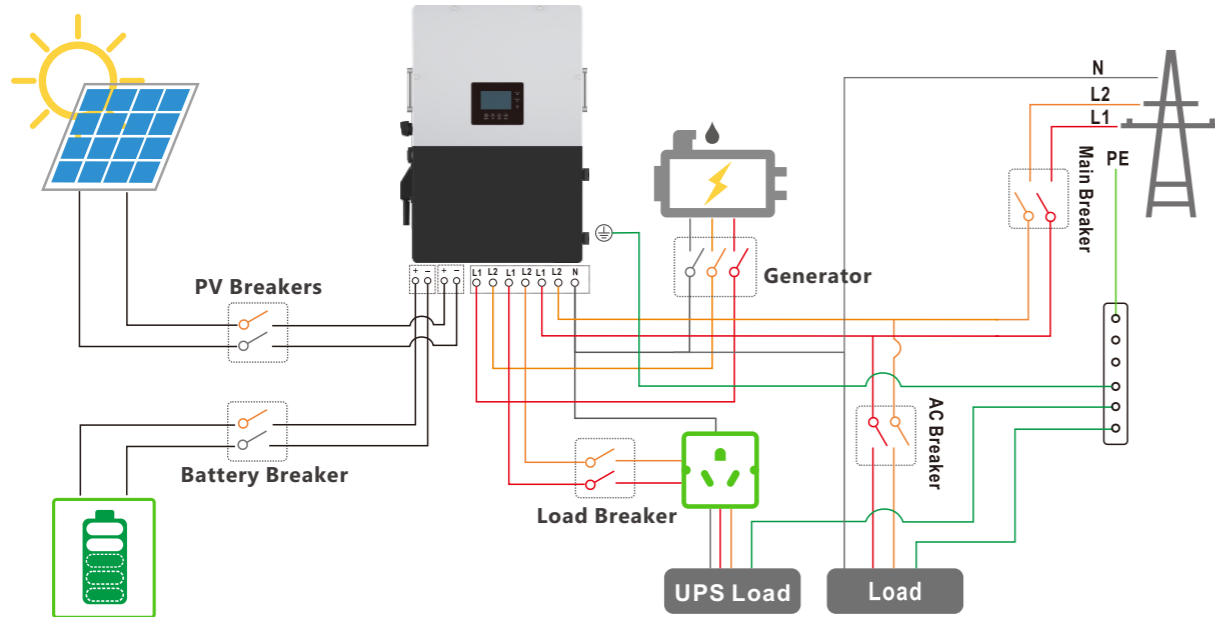 N
L2
L1
PE
Main Breaker
Generator
PV Breakers
+ − + −
L1 L2 L1 L2 L1 L2 N
Battery Breaker
Load Breaker
AC Breaker
UPS Load
Load